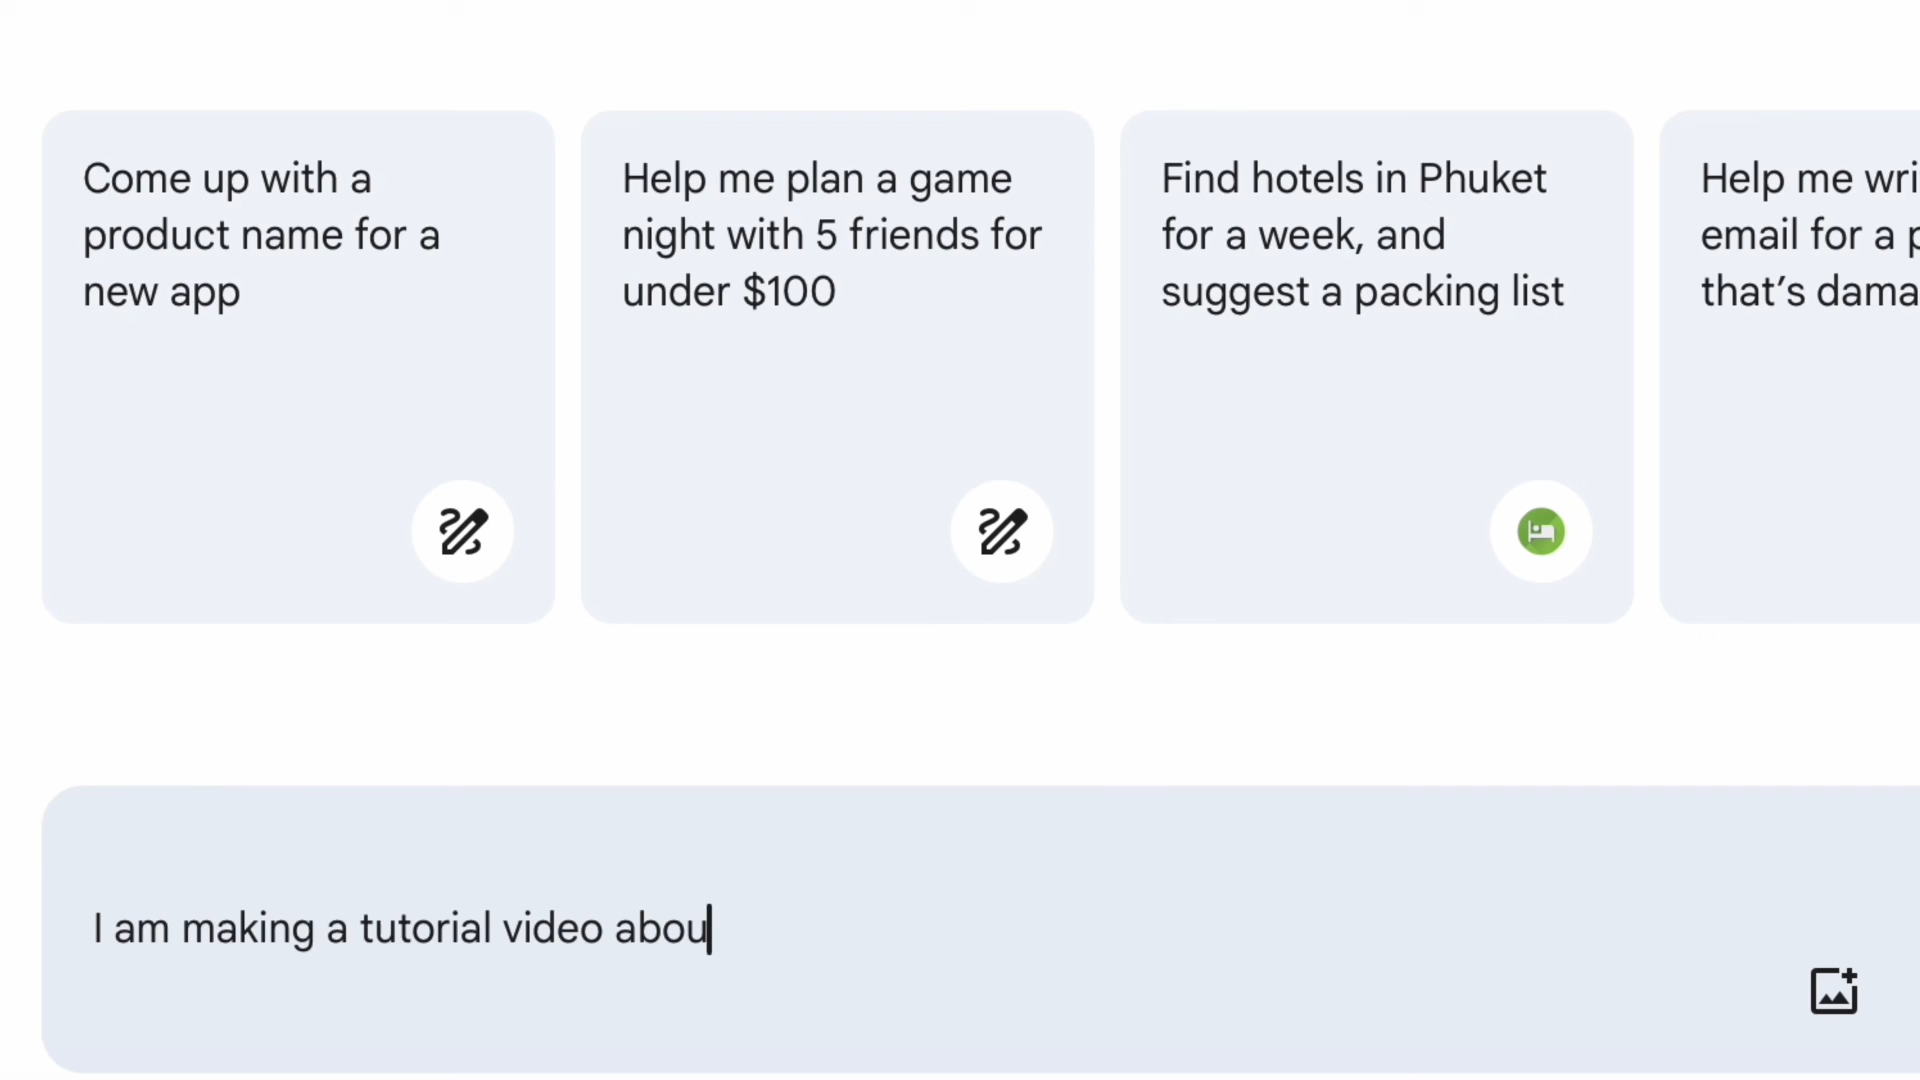 Come up with a
product name for a
new app
Help me plan a game
night with 5 friends for
under $100
Find hotels in Phuket
for a week, and
suggest a packing list
Help me wri
email for a p
that’s dama
I am making a tutorial video abou